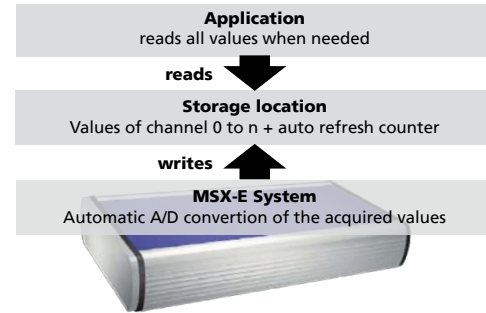 Application
reads all values when needed
reads
Storage location
Values of channel 0 to n + auto refresh counter
writes
MSX-E System
Automatic A/D convertion of the acquired values